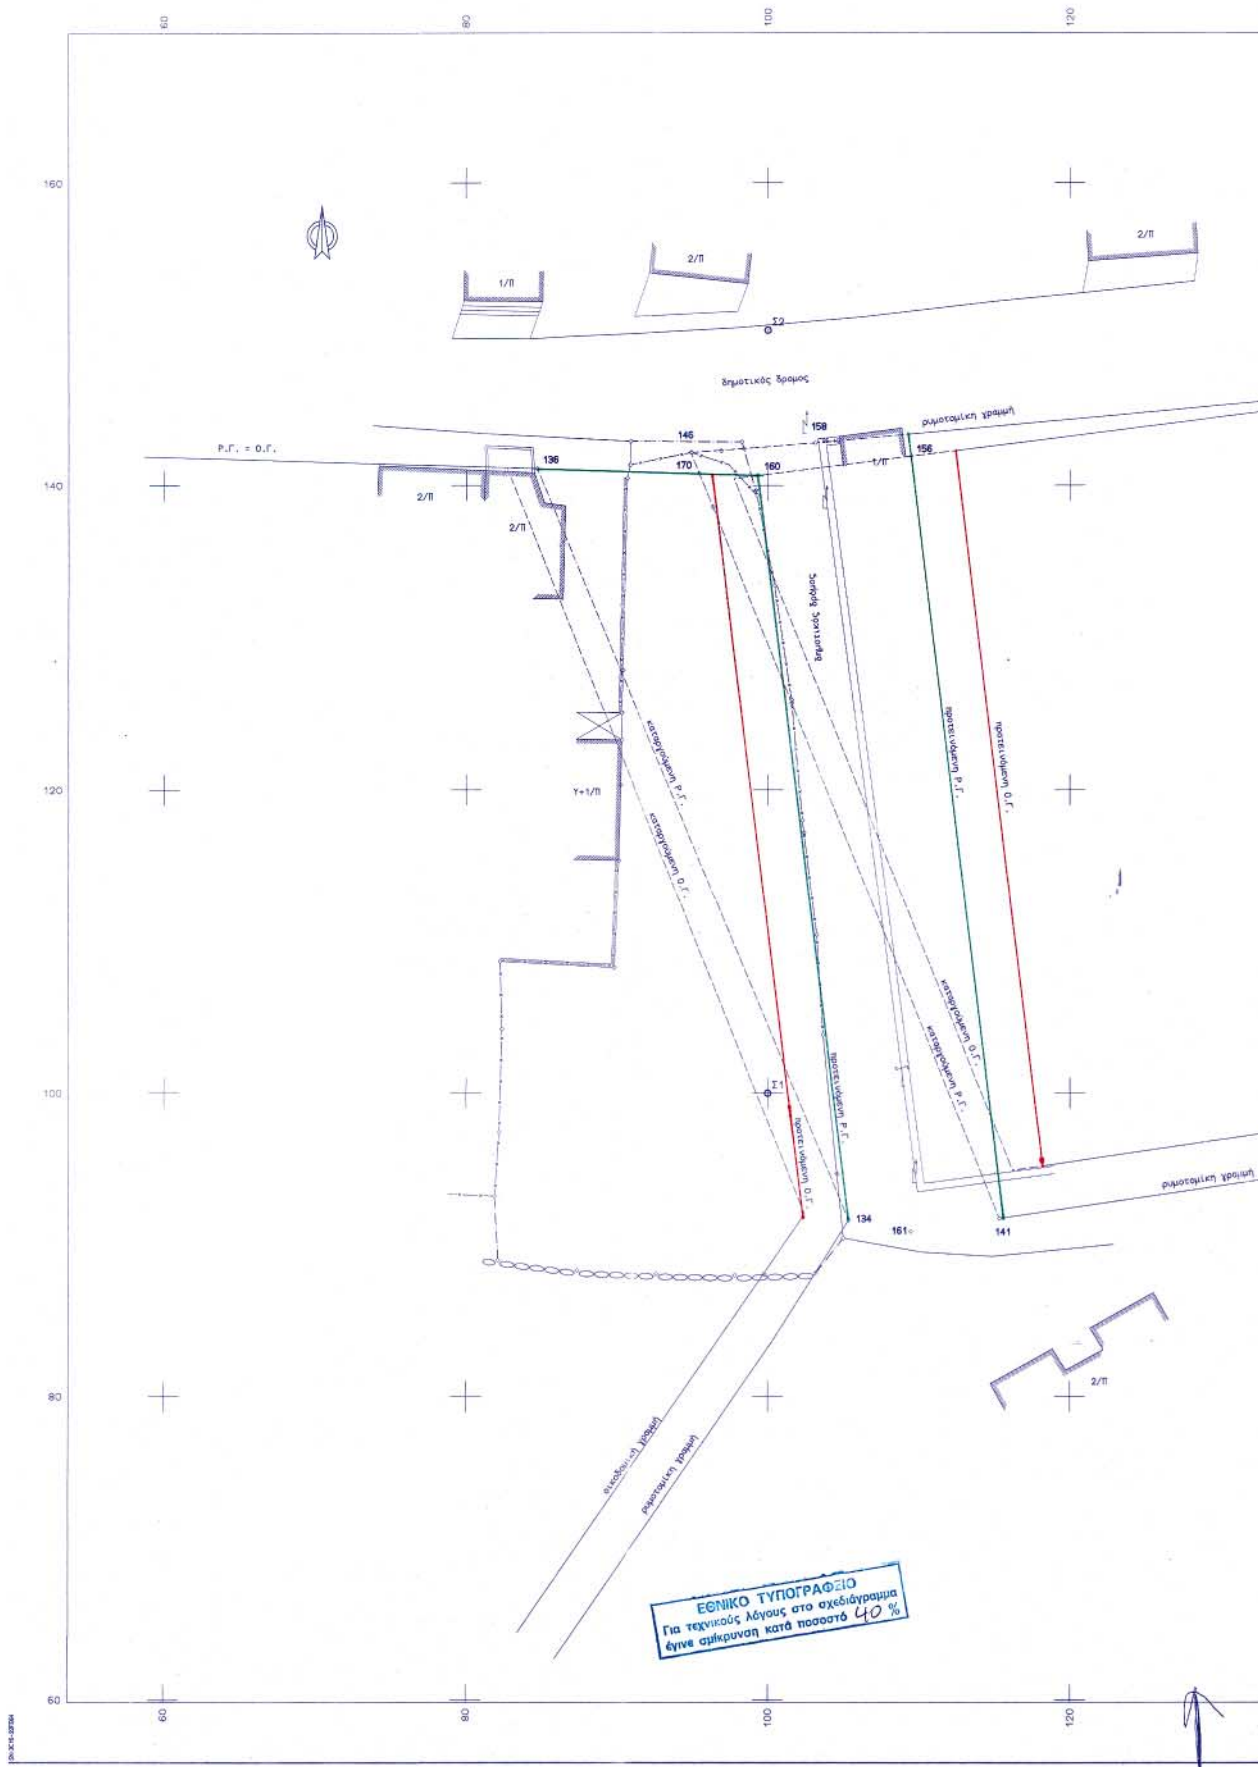 60
80
100
120
160
2/Π
2/Π
1/Π
Σ2
δημοτικός δρόμος
ρυμοτομική γραμμή
158
146
Ρ.Γ. = Ο.Γ.
136
170
160
156
1/Π
140
2/Π
2/Π
δημοτικός δρόμος
καταργούμενη Ρ.Γ.
προτεινόμενη Ρ.Γ.
προτεινόμενη Ο.Γ.
120
Υ+1/Π
καταργούμενη Ο.Γ.
καταργούμενη Ο.Γ.
καταργούμενη Ρ.Γ.
100
Σ1
προτεινόμενη Ρ.Γ.
προτεινόμενη Ο.Γ.
ρυμοτομική γραμμή
134
161
141
80
2/Π
οικοδομική γραμμή
ρυμοτομική γραμμή
ΕΘΝΙΚΟ ΤΥΠΟΓΡΑΦΕΙΟ
Για τεχνικούς λόγους στο σχεδιάγραμμα
έγινε σμίκρυνση κατά ποσοστό 40 %
60
60
80
100
120